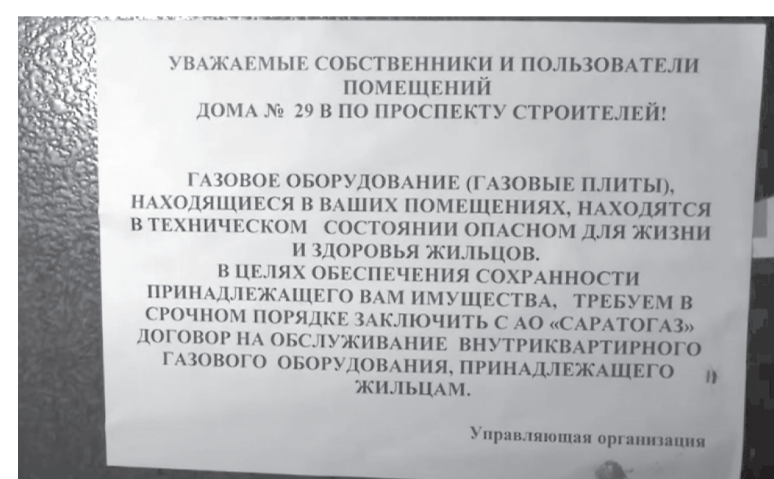 УВАЖАЕМЫЕ СОБСТВЕННИКИ И ПОЛЬЗОВАТЕЛИ
ПОМЕЩЕНИЙ
ДОМА № 29 В ПО ПРОСПЕКТУ СТРОИТЕЛЕЙ!
ГАЗОВОЕ ОБОРУДОВАНИЕ (ГАЗОВЫЕ ПЛИТЫ),
НАХОДЯЩИЕСЯ В ВАШИХ ПОМЕЩЕНИЯХ, НАХОДЯТСЯ
В ТЕХНИЧЕСКОМ СОСТОЯНИИ ОПАСНОМ ДЛЯ ЖИЗНИ
И ЗДОРОВЬЯ ЖИЛЬЦОВ.
В ЦЕЛЯХ ОБЕСПЕЧЕНИЯ СОХРАННОСТИ
ПРИНАДЛЕЖАЩЕГО ВАМ ИМУЩЕСТВА, ТРЕБУЕМ В
СРОЧНОМ ПОРЯДКЕ ЗАКЛЮЧИТЬ С АО «САРАТОГАЗ»
ДОГОВОР НА ОБСЛУЖИВАНИЕ ВНУТРИКВАРТИРНОГО
ГАЗОВОГО ОБОРУДОВАНИЯ, ПРИНАДЛЕЖАЩЕГО
ЖИЛЬЦАМ.
Управляющая организация